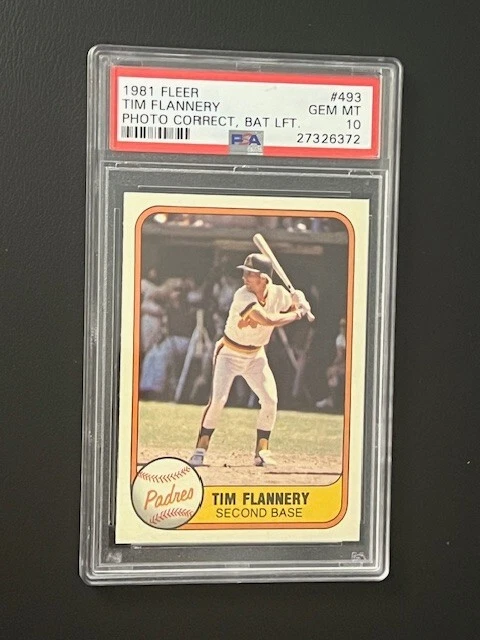 1981 FLEER #493
TIM FLANNERY GEM MT
PHOTO CORRECT, BAT LFT. 10
PSA 27326372
Padres
TIM FLANNERY
SECOND BASE